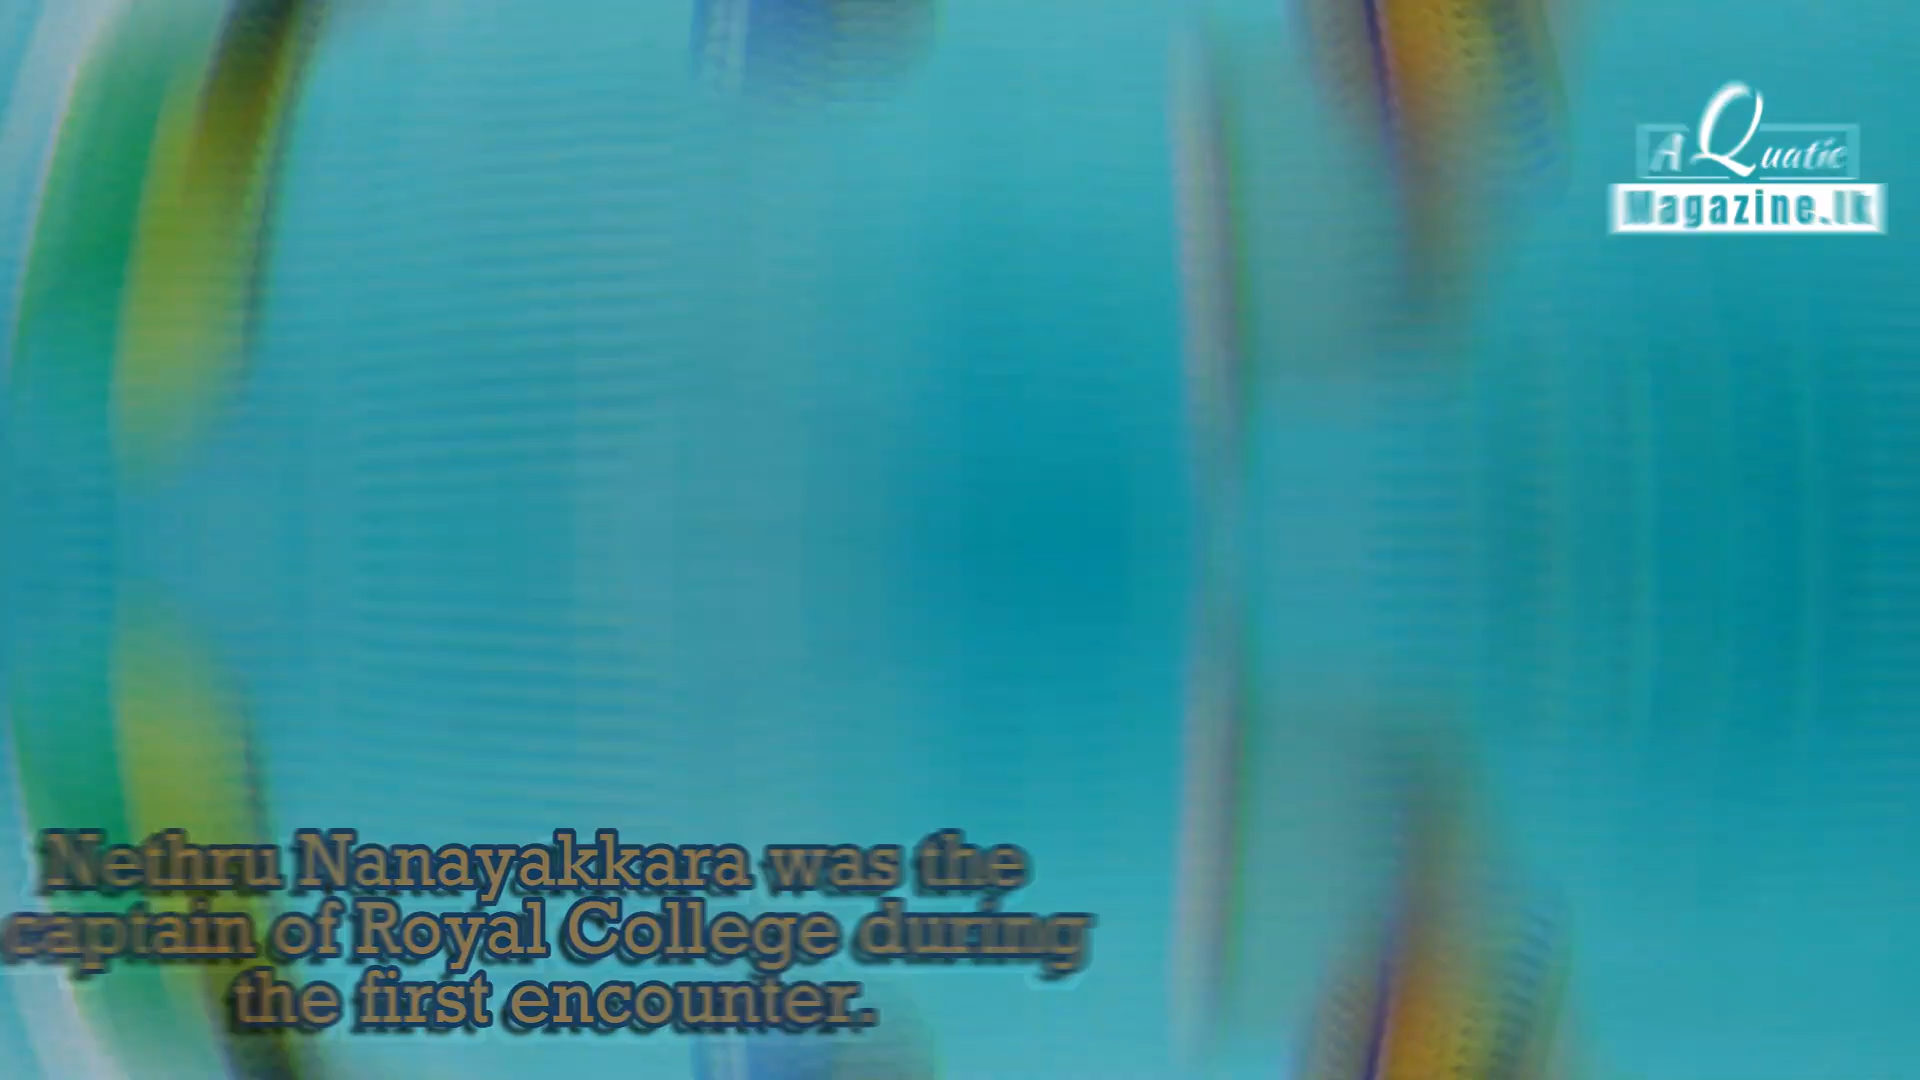 AQuatic
Magazine.lk
Nethru Nanayakkara was the
captain of Royal College during
the first encounter.